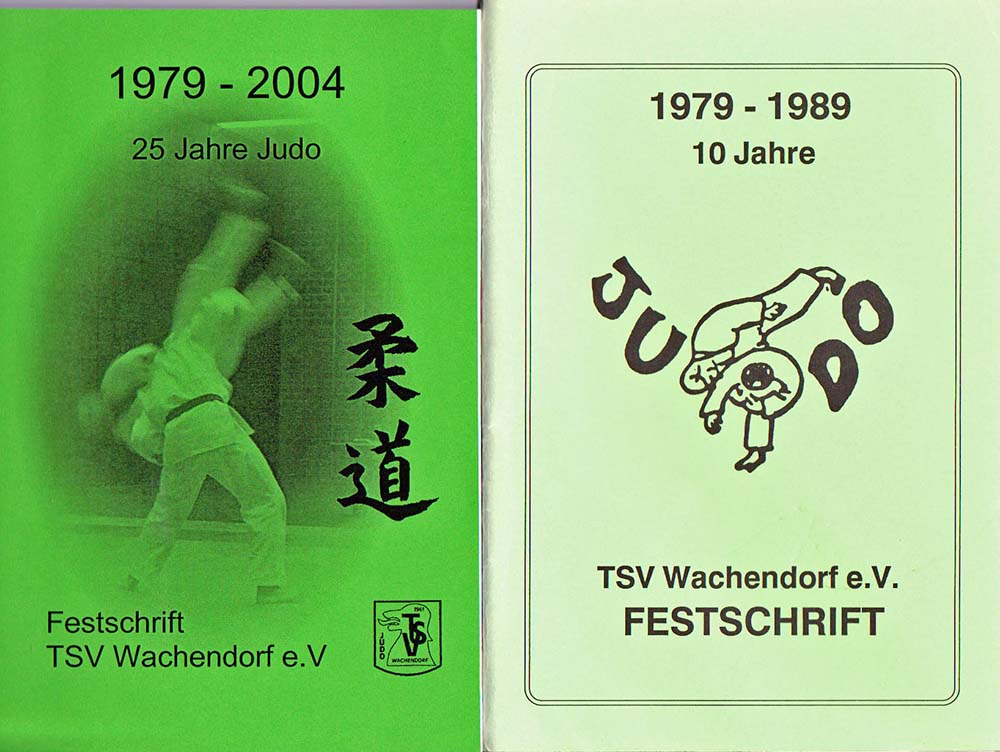 1979 - 2004
25 Jahre Judo
柔道
Festschrift
TSV Wachendorf e.V
1961
TSV
JUDO
WACHENDORF
1979 - 1989
10 Jahre
JUDO
TSV Wachendorf e.V.
FESTSCHRIFT